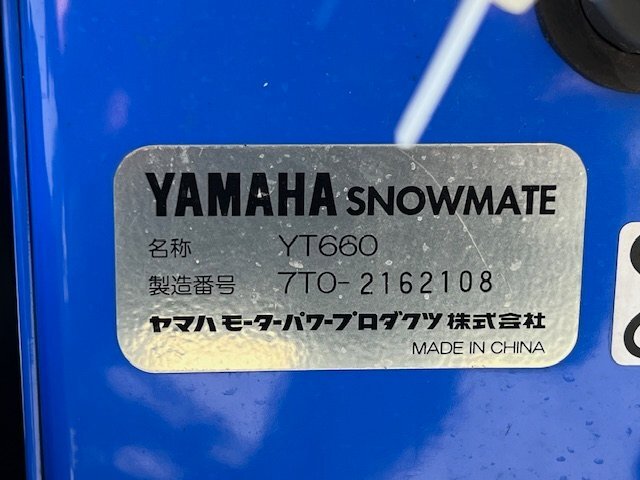 YAMAHA SNOWMATE
名称 YT660
製造番号 7T0-2162108
ヤマハモーターパワープロダクツ株式会社
MADE IN CHINA